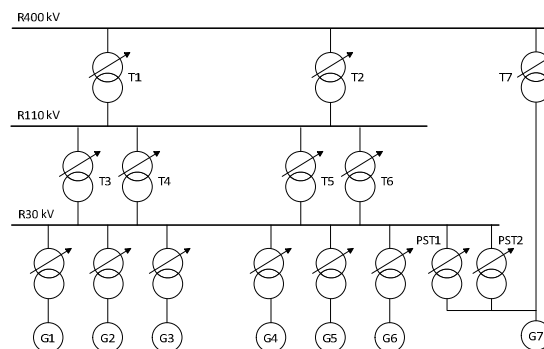 R400 kV
T1
T2
T7
R110 kV
T3
T4
T5
T6
R30 kV
PST1
PST2
G1
G2
G3
G4
G5
G6
G7